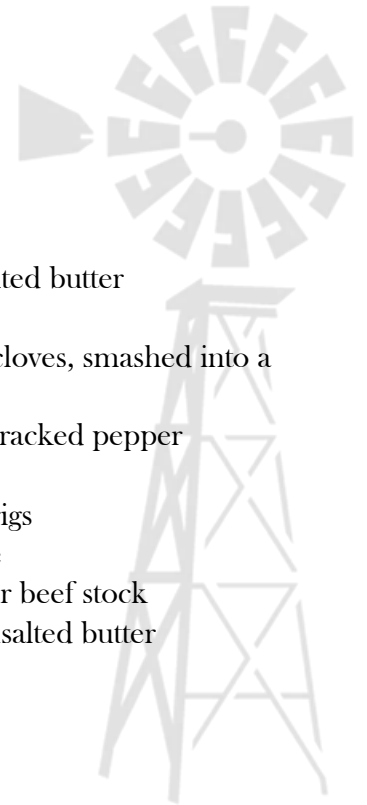 ted butter
cloves, smashed into a
racked pepper
igs
r beef stock
salted butter